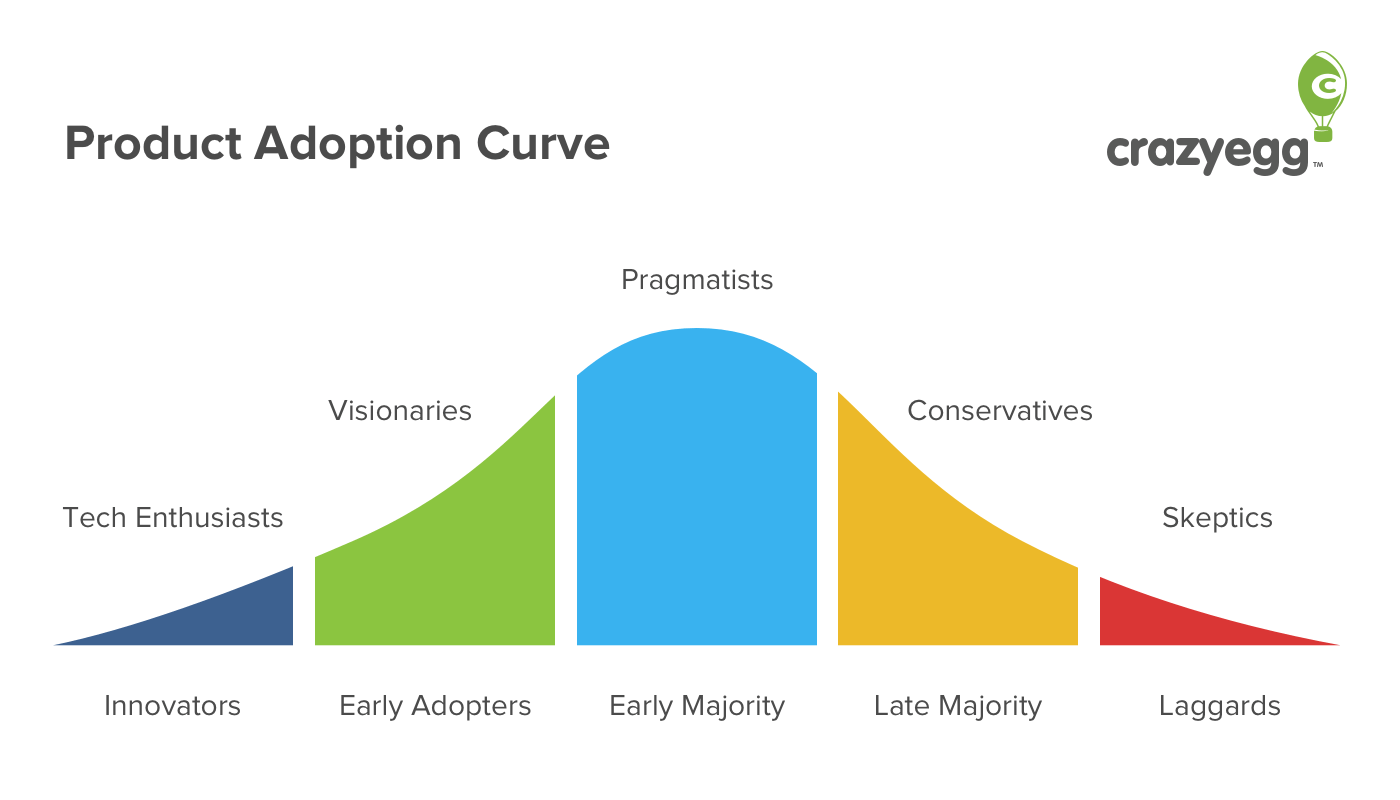 Product Adoption Curve
crazyegg™
Pragmatists
Visionaries
Conservatives
Tech Enthusiasts
Skeptics
Innovators
Early Adopters
Early Majority
Late Majority
Laggards